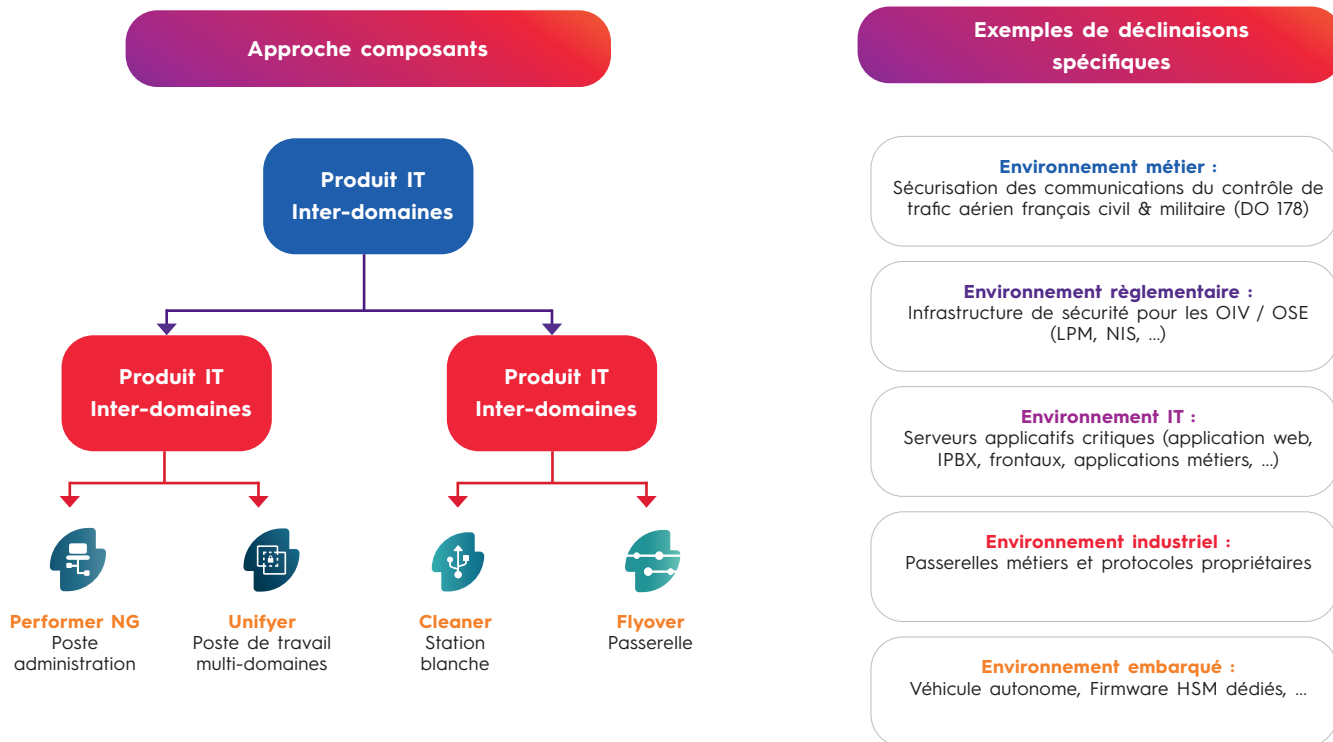 Approche composants
Produit IT
Inter-domaines
Produit IT
Inter-domaines
Produit IT
Inter-domaines
Performer NG
Poste
administration
Unifyer
Poste de travail
multi-domaines
Cleaner
Station
blanche
Flyover
Passerelle
Exemples de déclinaisons
spécifiques
Environnement métier :
Sécurisation des communications du contrôle de
trafic aérien français civil & militaire (DO 178)
Environnement règlementaire :
Infrastructure de sécurité pour les OIV / OSE
(LPM, NIS, ...)
Environnement IT :
Serveurs applicatifs critiques (application web,
IPBX, frontaux, applications métiers, ...)
Environnement industriel :
Passerelles métiers et protocoles propriétaires
Environnement embarqué :
Véhicule autonome, Firmware HSM dédiés, ...